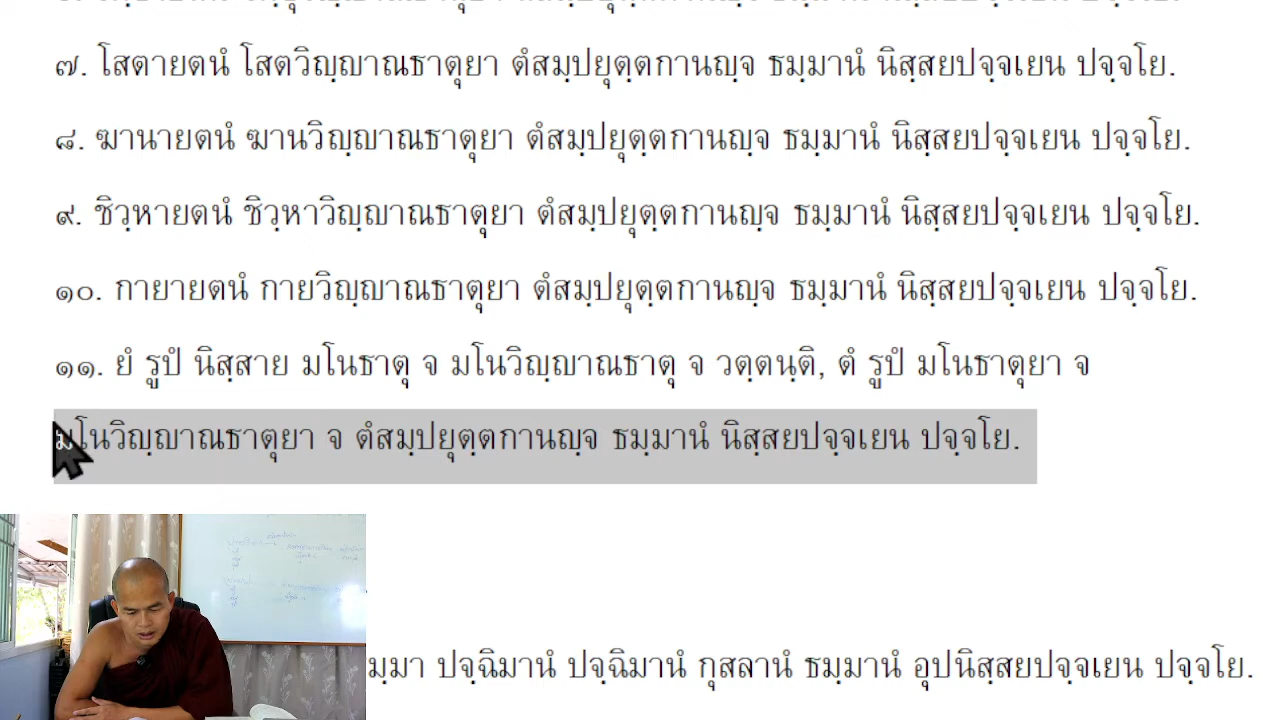 ๗. โสตายตนํ โสตวิญฺญาณธาตุยา ตํสมฺปยุตฺตกานญฺจ ธมฺมานํ นิสฺสยปจฺจเยน ปจฺจโย.
๘. ฆานายตนํ ฆานวิญฺญาณธาตุยา ตํสมฺปยุตฺตกานญฺจ ธมฺมานํ นิสฺสยปจฺจเยน ปจฺจโย.
๙. ชิวฺหายตนํ ชิวฺหาวิญฺญาณธาตุยา ตํสมฺปยุตฺตกานญฺจ ธมฺมานํ นิสฺสยปจฺจเยน ปจฺจโย.
๑๐. กายายตนํ กายวิญฺญาณธาตุยา ตํสมฺปยุตฺตกานญฺจ ธมฺมานํ นิสฺสยปจฺจเยน ปจฺจโย.
๑๑. ยํ รูปํ นิสฺสาย มโนธาตุ จ มโนวิญฺญาณธาตุ จ วตฺตนฺติ, ตํ รูปํ มโนธาตุยา จ
มโนวิญฺญาณธาตุยา จ ตํสมฺปยุตฺตกานญฺจ ธมฺมานํ นิสฺสยปจฺจเยน ปจฺจโย.
มฺมา ปจฺฉิมานํ ปจฺฉิมานํ กุสลานํ ธมฺมานํ อุปนิสฺสยปจฺจเยน ปจฺจโย.